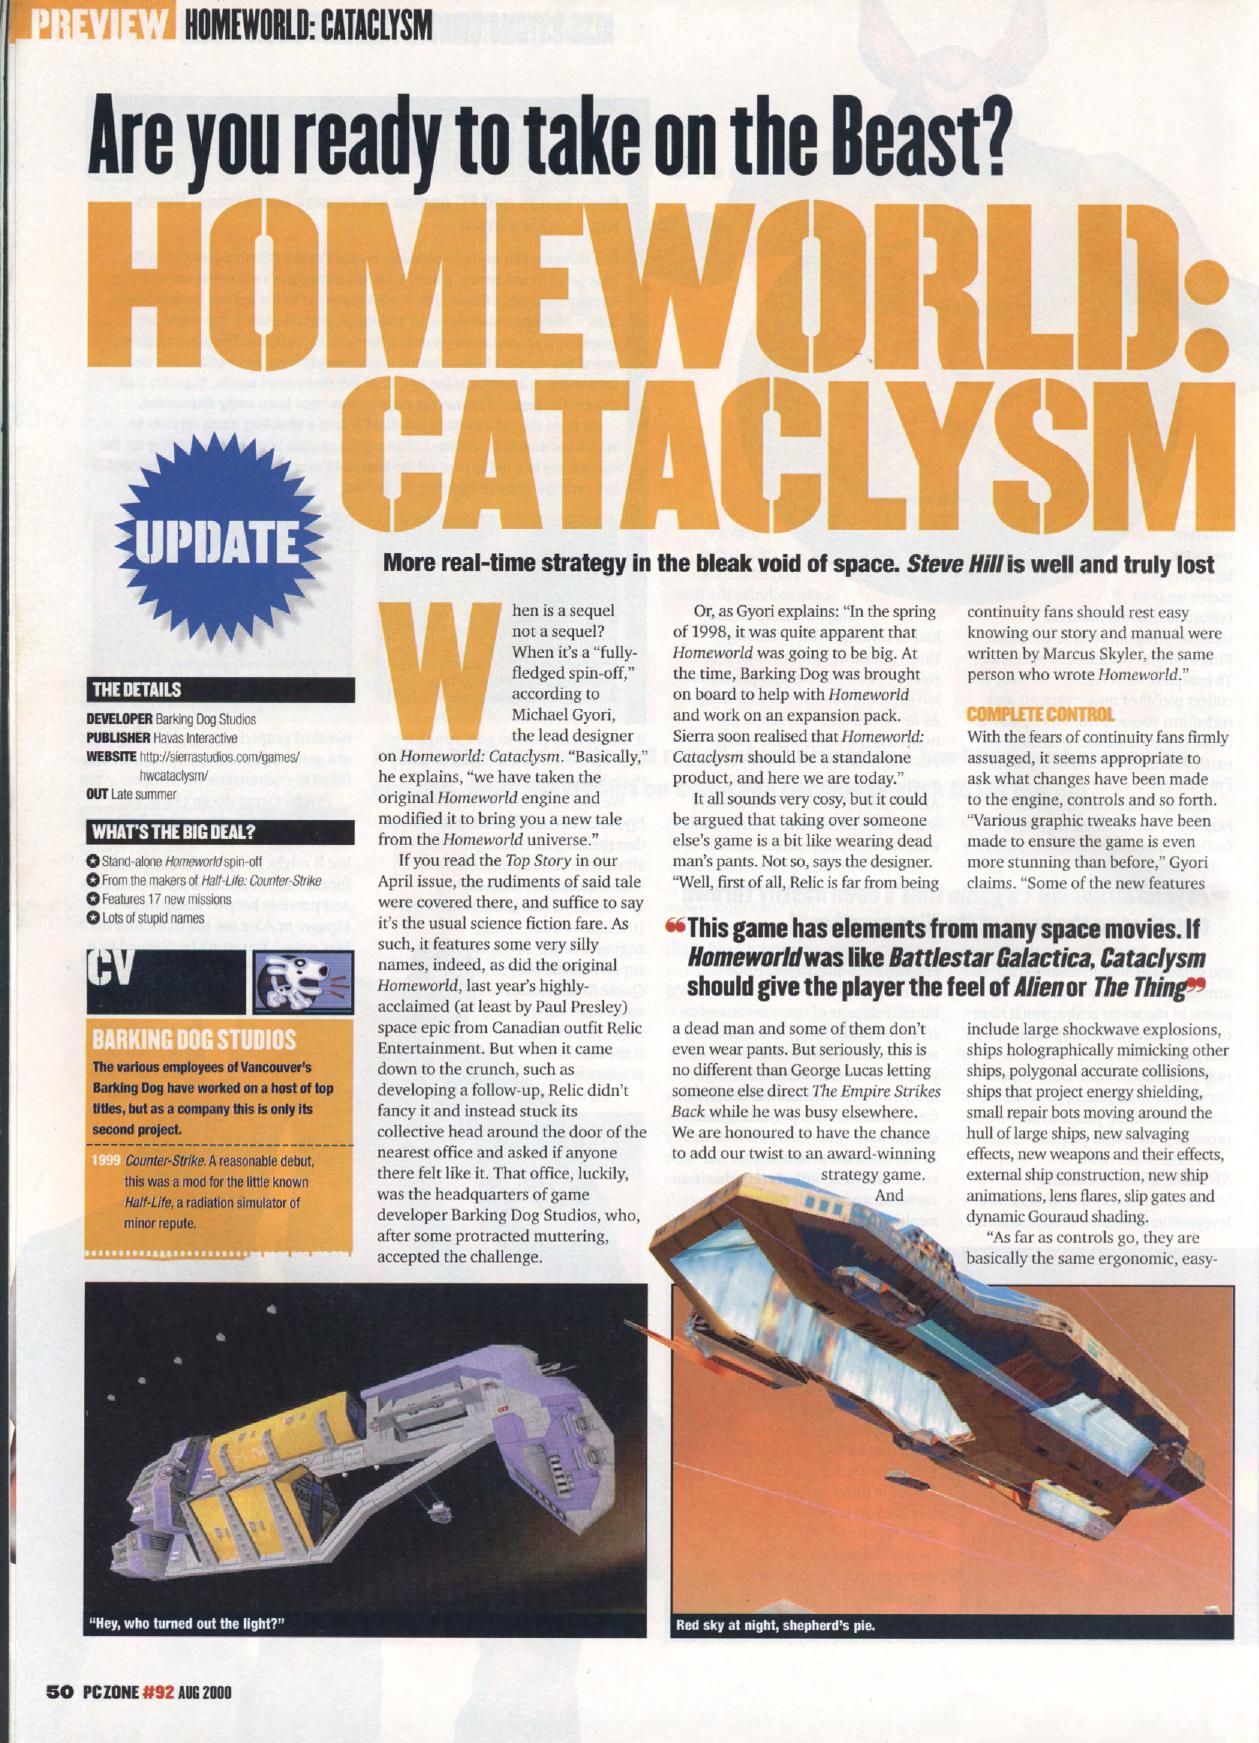 PREVIEW HOMEWORLD: CATACLYSM
Are you ready to take on the Beast?
HOMEWORLD:
CATACLYSM
UPDATE
More real-time strategy in the bleak void of space. Steve Hill is well and truly lost
THE DETAILS
DEVELOPER Barking Dog Studios
PUBLISHER Havas Interactive
WEBSITE http://sierrastudios.com/games/
hwcataclysm/
OUT Late summer
WHAT'S THE BIG DEAL?
Stand-alone Homeworld spin-off
From the makers of Half-Life: Counter-Strike
Features 17 new missions
Lots of stupid names
CV
BARKING DOG STUDIOS
The various employees of Vancouver's
Barking Dog have worked on a host of top
titles, but as a company this is only its
second project.
1999 Counter-Strike. A reasonable debut,
this was a mod for the little known
Half-Life, a radiation simulator of
minor repute.
When is a sequel
not a sequel?
When it's a “fully-
fledged spin-off,”
according to
Michael Gyori,
the lead designer
on Homeworld: Cataclysm. “Basically,”
he explains, “we have taken the
original Homeworld engine and
modified it to bring you a new tale
from the Homeworld universe.”
If you read the Top Story in our
April issue, the rudiments of said tale
were covered there, and suffice to say
it's the usual science fiction fare. As
such, it features some very silly
names, indeed, as did the original
Homeworld, last year's highly-
acclaimed (at least by Paul Presley)
space epic from Canadian outfit Relic
Entertainment. But when it came
down to the crunch, such as
developing a follow-up, Relic didn't
fancy it and instead stuck its
collective head around the door of the
nearest office and asked if anyone
there felt like it. That office, luckily,
was the headquarters of game
developer Barking Dog Studios, who,
after some protracted muttering,
accepted the challenge.
Or, as Gyori explains: “In the spring
of 1998, it was quite apparent that
Homeworld was going to be big. At
the time, Barking Dog was brought
on board to help with Homeworld
and work on an expansion pack.
Sierra soon realised that Homeworld:
Cataclysm should be a standalone
product, and here we are today.”
It all sounds very cosy, but it could
be argued that taking over someone
else's game is a bit like wearing dead
man's pants. Not so, says the designer.
“Well, first of all, Relic is far from being
a dead man and some of them don't
even wear pants. But seriously, this is
no different than George Lucas letting
someone else direct The Empire Strikes
Back while he was busy elsewhere.
We are honoured to have the chance
to add our twist to an award-winning
strategy game.
And
continuity fans should rest easy
knowing our story and manual were
written by Marcus Skyler, the same
person who wrote Homeworld.”
COMPLETE CONTROL
With the fears of continuity fans firmly
assuaged, it seems appropriate to
ask what changes have been made
to the engine, controls and so forth.
“Various graphic tweaks have been
made to ensure the game is even
more stunning than before,” Gyori
claims. “Some of the new features
include large shockwave explosions,
ships holographically mimicking other
ships, polygonal accurate collisions,
ships that project energy shielding,
small repair bots moving around the
hull of large ships, new salvaging
effects, new weapons and their effects,
external ship construction, new ship
animations, lens flares, slip gates and
dynamic Gouraud shading.
“As far as controls go, they are
basically the same ergonomic, easy-
“This game has elements from many space movies. If
Homeworld was like Battlestar Galactica, Cataclysm
should give the player the feel of Alien or The Thing”
“Hey, who turned out the light?”
Red sky at night, shepherd's pie.
50 PCZONE #92 AUG 2000